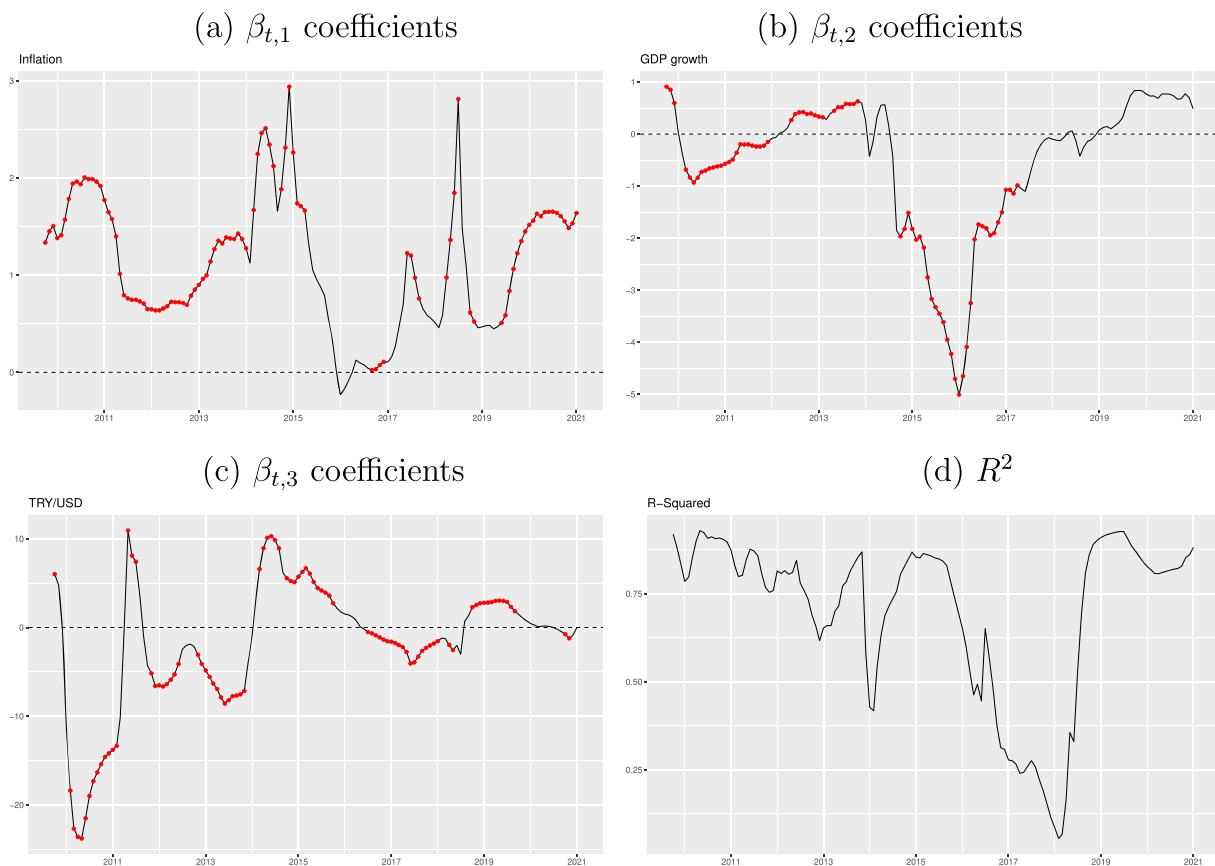 (a) β_{t,1} coefficients
Inflation
3
2
1
0
2011 2013 2015 2017 2019 2021
(b) β_{t,2} coefficients
GDP growth
1
0
−1
−2
−3
−4
−5
2011 2013 2015 2017 2019 2021
(c) β_{t,3} coefficients
TRY/USD
10
0
−10
−20
2011 2013 2015 2017 2019 2021
(d) R²
R−Squared
0.75
0.50
0.25
2011 2013 2015 2017 2019 2021